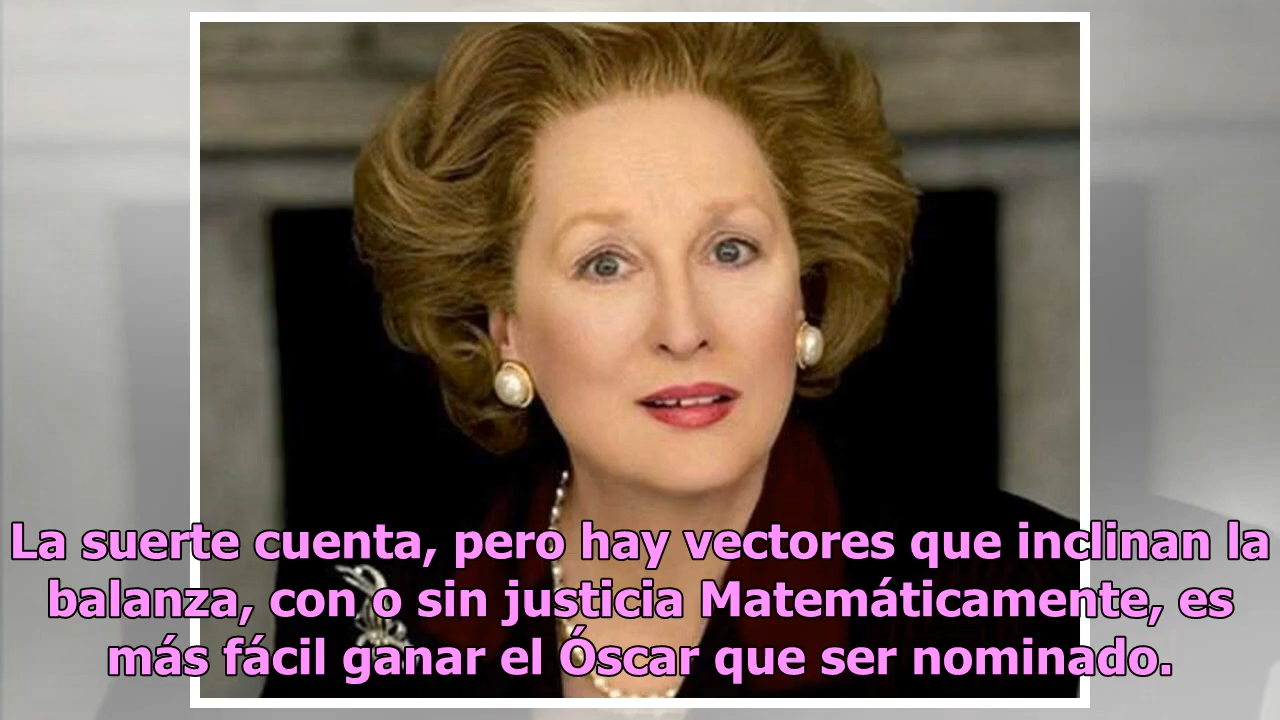 La suerte cuenta, pero hay vectores que inclinan la
balanza, con o sin justicia Matemáticamente, es
más fácil ganar el Óscar que ser nominado.